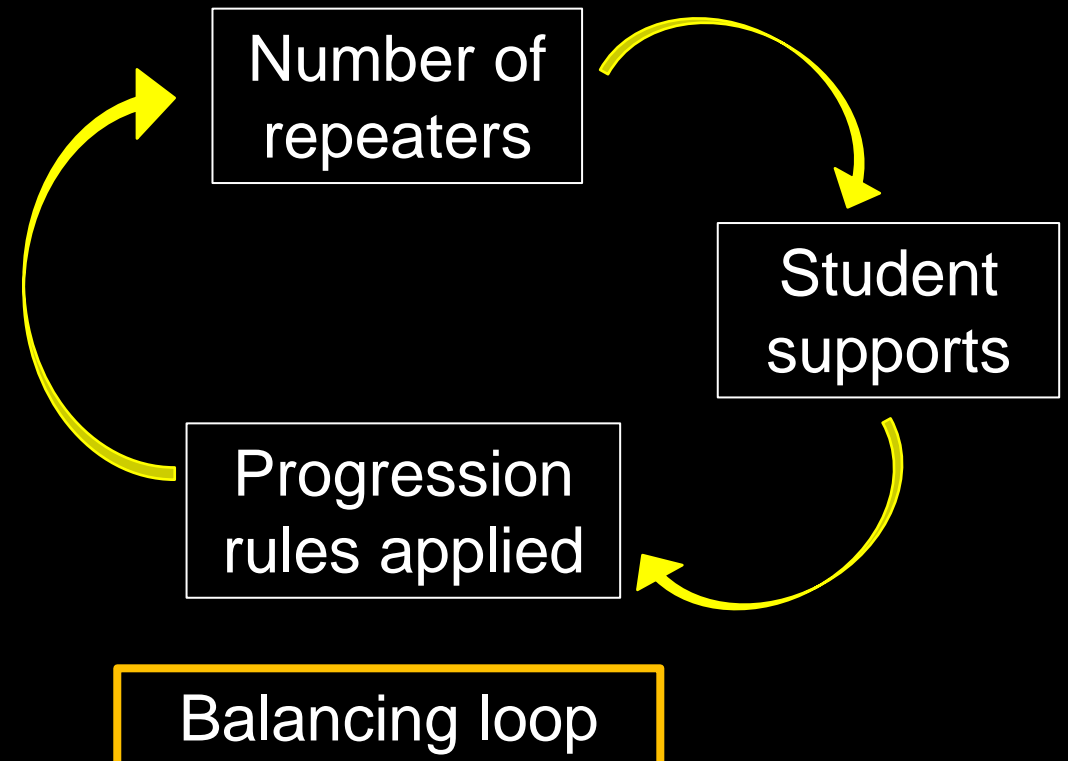 Number of
repeaters
Student
supports
Progression
rules applied
Balancing loop